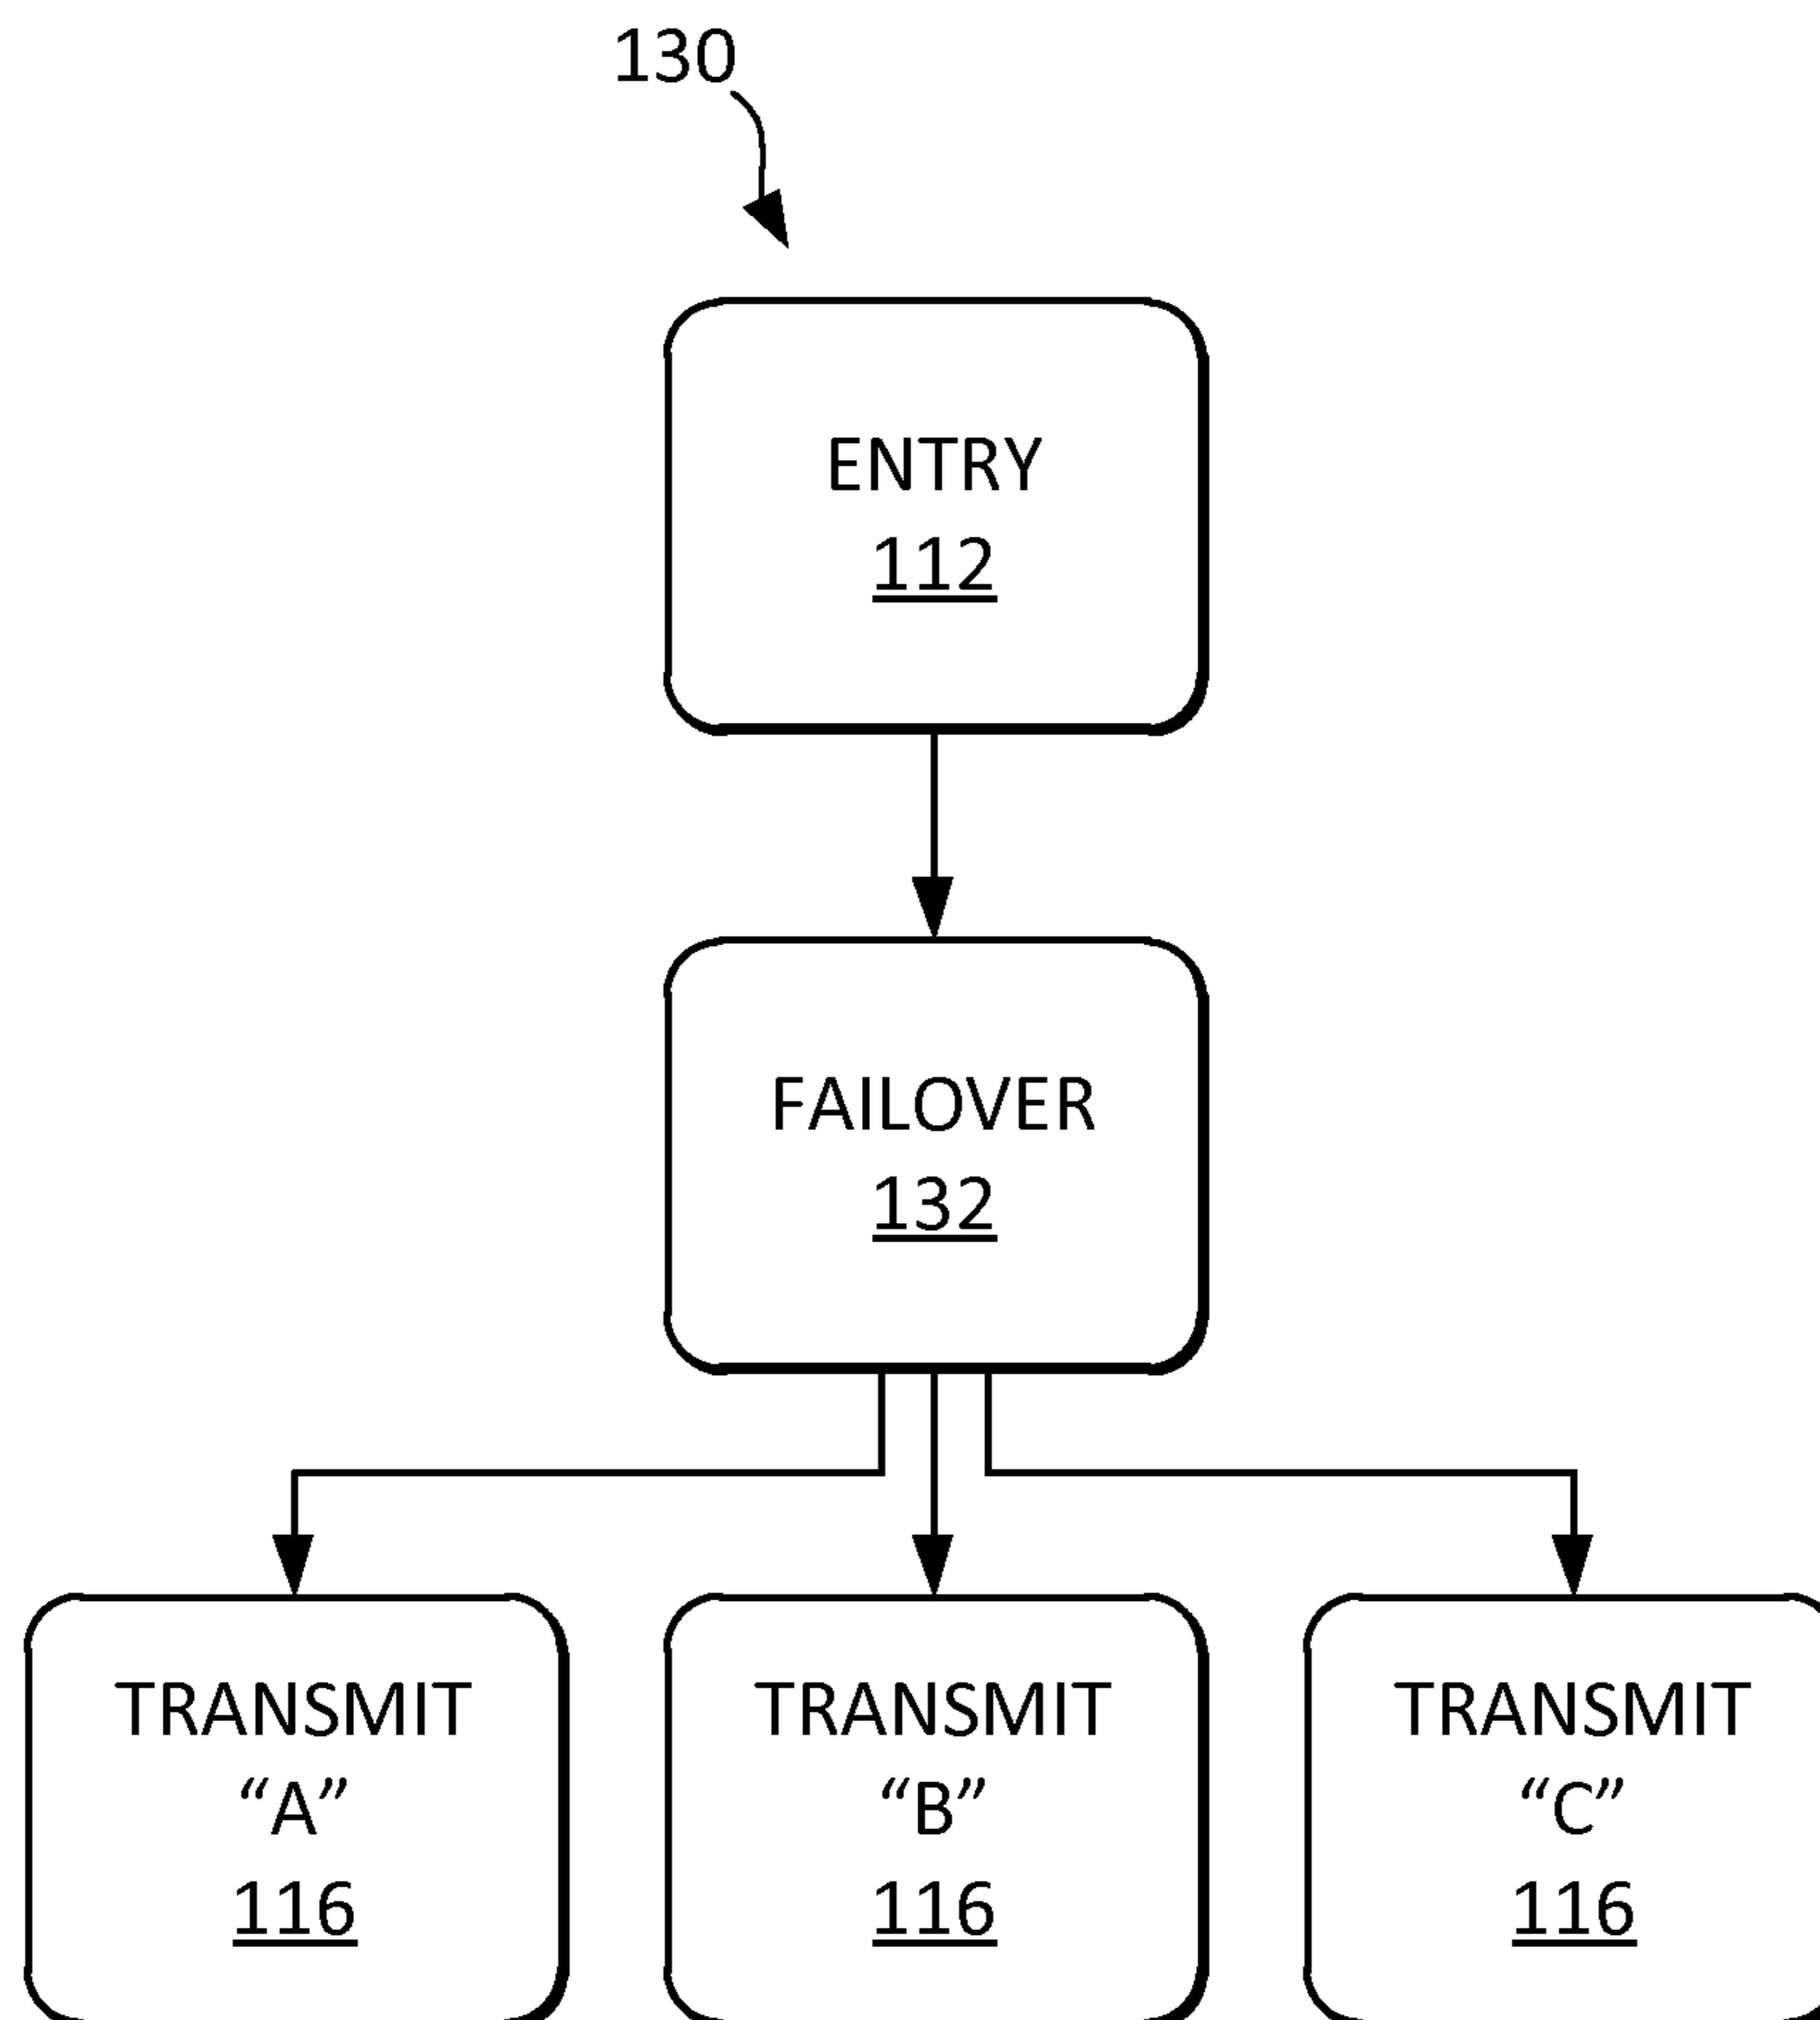 130
ENTRY
112
FAILOVER
132
TRANSMIT
“A”
116
TRANSMIT
“B”
116
TRANSMIT
“C”
116